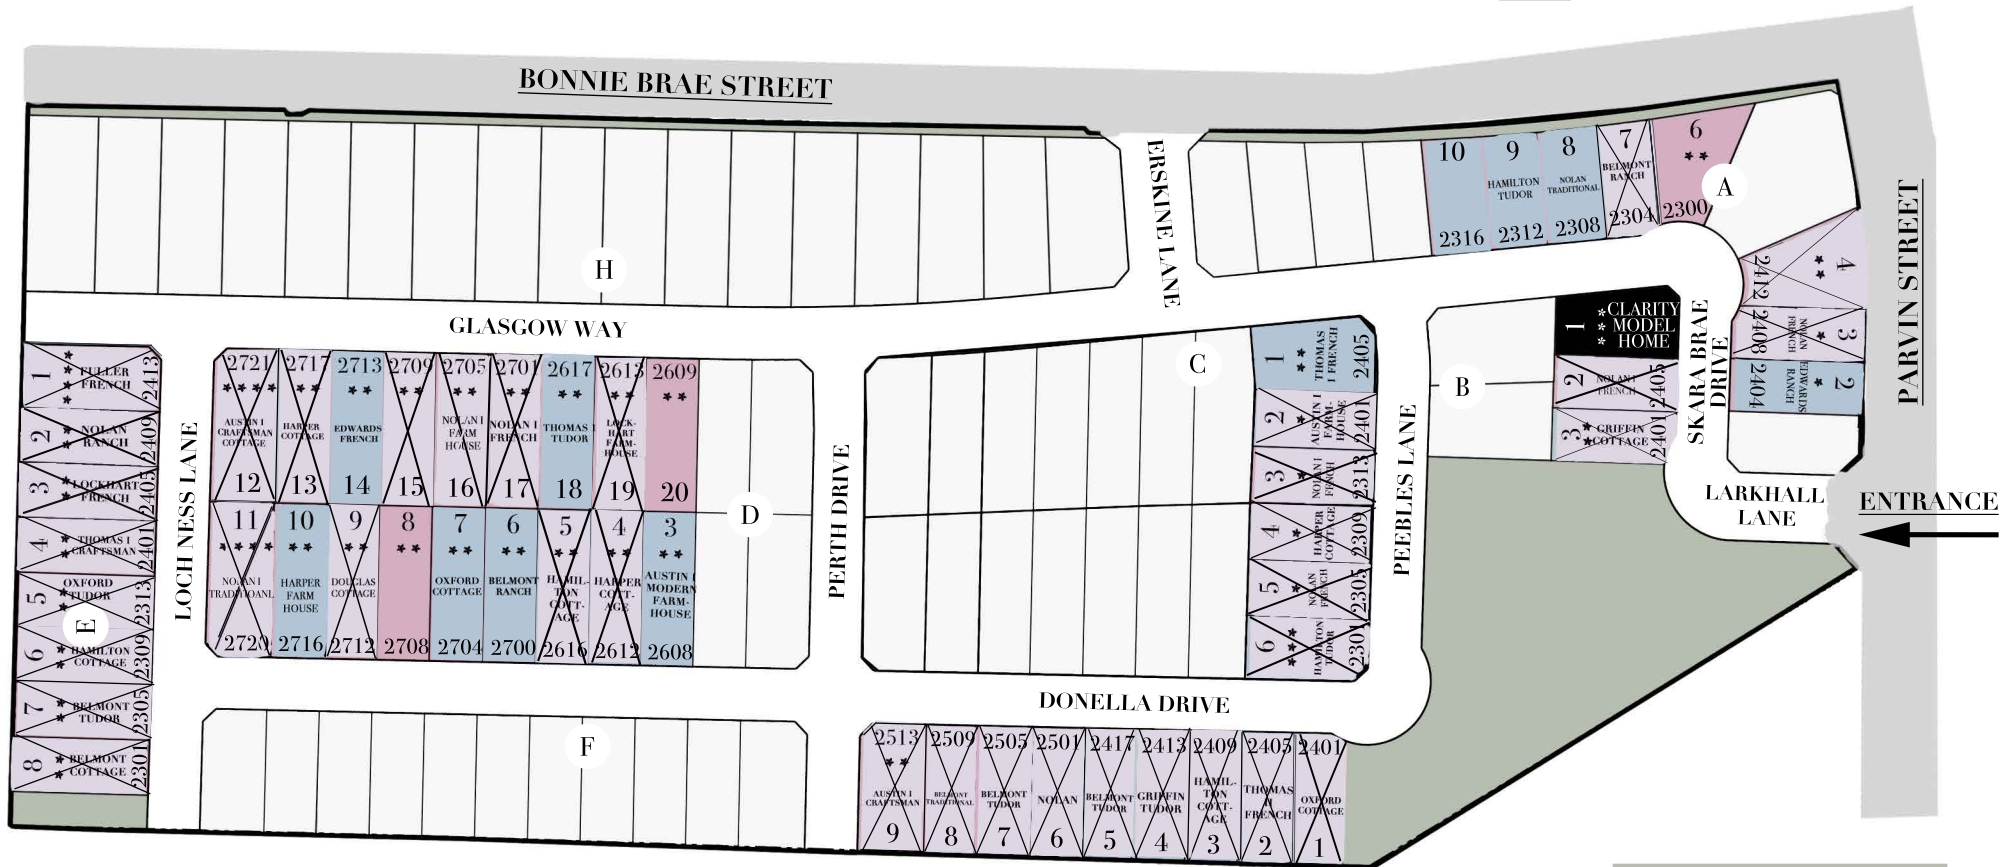 BONNIE BRAE STREET
ERSKINE LANE
10
2316
9
HAMILTON
TUDOR
2312
8
NOLAN
TRADITIONAL
2308
7
BELMONT
RANCH
2304
6
**
2300
A
PARVIN STREET
4
**
2412
3
*
NOLAN
FRENCH
2408
2
*
EDWARDS
RANCH
2404
H
GLASGOW WAY
1
****
CLARITY
MODEL
HOME
2
NOLAN I
FRENCH
2405
3
*
GRIFFIN
COTTAGE
2401
B
SKARA BRAE
DRIVE
LARKHALL
LANE
ENTRANCE
C
1
**
THOMAS
I FRENCH
2405
2
*
AUSTIN I
FARM-
HOUSE
2401
3
*
NOLAN I
FENCH
2313
4
*
HARPER
COTTAGE
2309
5
*
NOLAN
FRENCH
2305
6
***
HAMILTON
TUDOR
2301
PEEBLES LANE
1
****
FULLER
FRENCH
2413
2
**
NOLAN
RANCH
2409
3
**
LOCKHART
FRENCH
2405
4
**
THOMAS I
CRAFTSMAN
2401
5
**
OXFORD
TUDOR
2313
E
6
**
HAMILTON
COTTAGE
2309
7
**
BELMONT
TUDOR
2305
8
**
BELMONT
COTTAGE
2301
LOCH NESS LANE
2721
****
AUSTIN I
CRAFTSMAN
COTTAGE
12
2717
**
HARPER
COTTAGE
13
2713
**
EDWARDS
FRENCH
14
2709
**
15
2705
**
NOLAN I
FARM
HOUSE
16
2701
**
NOLAN I
FRENCH
17
2617
**
THOMAS I
TUDOR
18
2613
**
LOCK-
HART
FARM-
HOUSE
19
2609
**
20
11
****
NOLAN I
TRADITIOANL
2720
10
**
HARPER
FARM
HOUSE
2716
9
**
DOUGLAS
COTTAGE
2712
8
**
2708
7
**
OXFORD
COTTAGE
2704
6
**
BELMONT
RANCH
2700
5
**
HAMIL-
TON
COTT-
AGE
2616
4
**
HARPER
COTT-
AGE
2612
3
**
AUSTIN I
MODERN
FARM-
HOUSE
2608
D
PERTH DRIVE
DONELLA DRIVE
F
2513
**
AUSTIN I
CRAFTSMAN
9
2509
BELMONT
TRADITIONAL
8
2505
BELMONT
TUDOR
7
2501
NOLAN
6
2417
BELMONT
TUDOR
5
2413
GRIFFIN
TUDOR
4
2409
HAMIL-
TON
COTT-
AGE
3
2405
THOMAS
II
FRENCH
2
2401
OXFORD
COTTAGE
1